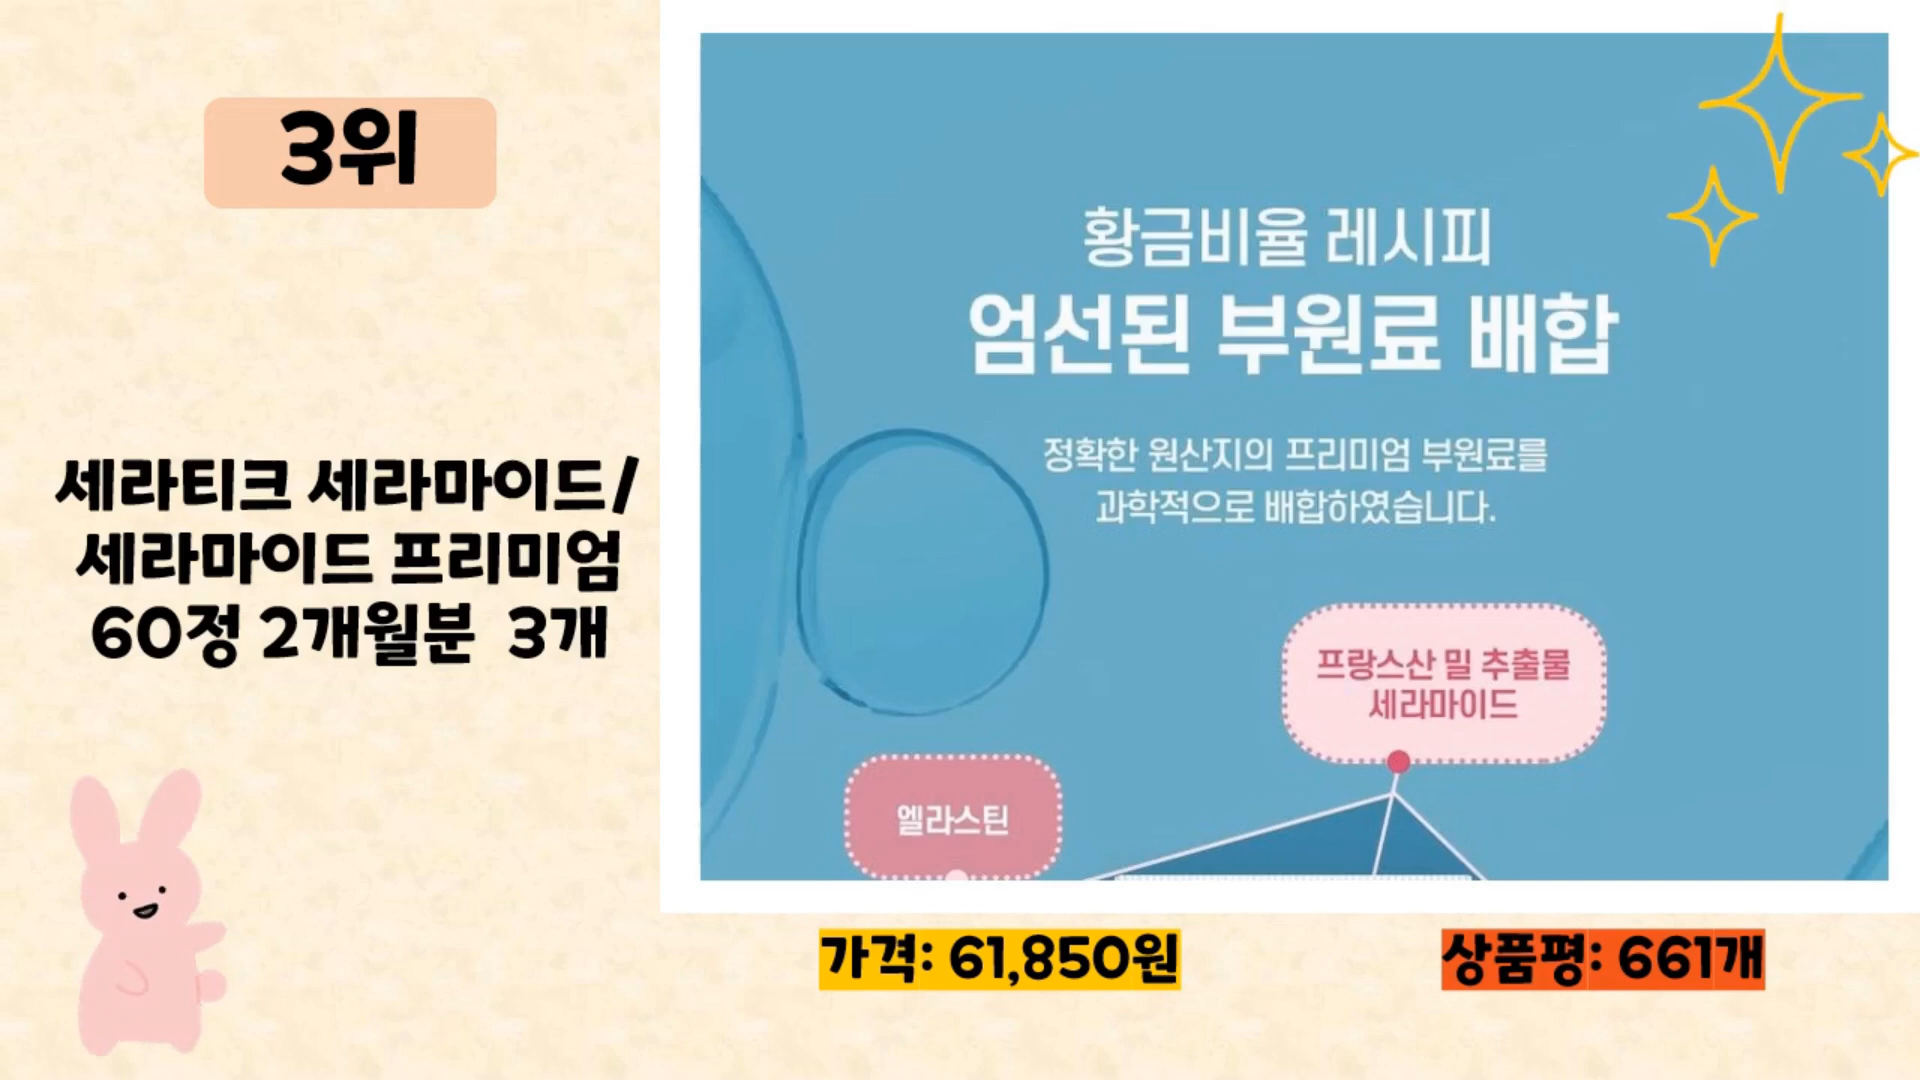 3위
세라티크 세라마이드/
세라마이드 프리미엄
60정 2개월분 3개
황금비율 레시피
엄선된 부원료 배합
정확한 원산지의 프리미엄 부원료를
과학적으로 배합하였습니다.
프랑스산 밀 추출물
세라마이드
엘라스틴
가격: 61,850원
상품평: 661개